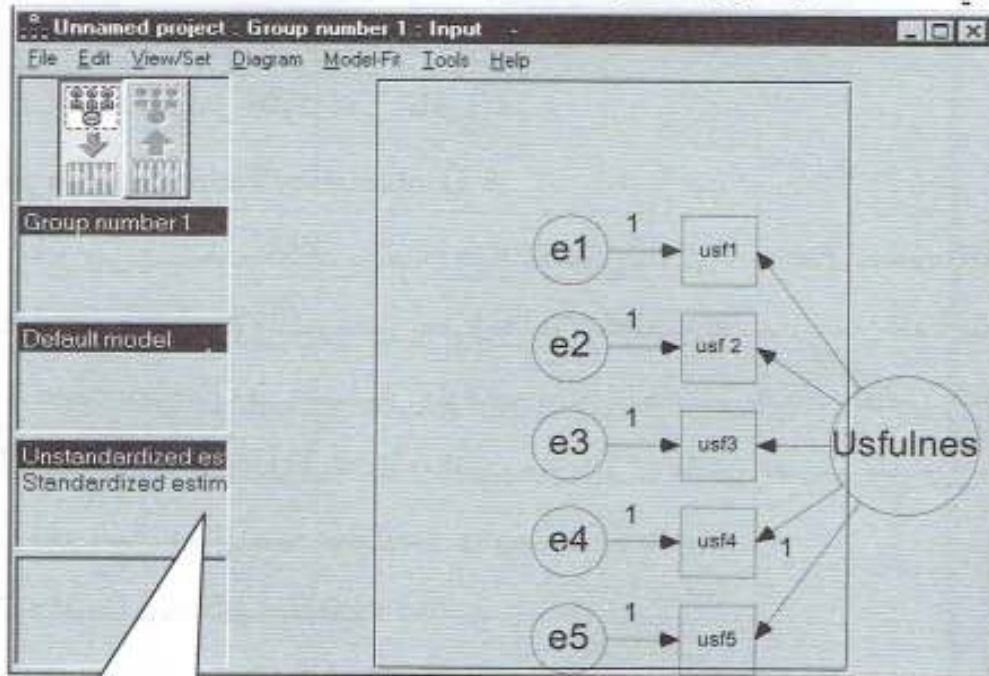 Unnamed project : Group number 1 : Input
File Edit View/Set Diagram Model-Fit Tools Help
Group number 1
Default model
Unstandardized es
Standardized estim
1
e1 usf1
1
e2 usf 2
1
e3 usf3
Usfulnes
1
e4 usf4
1
1
e5 usf5